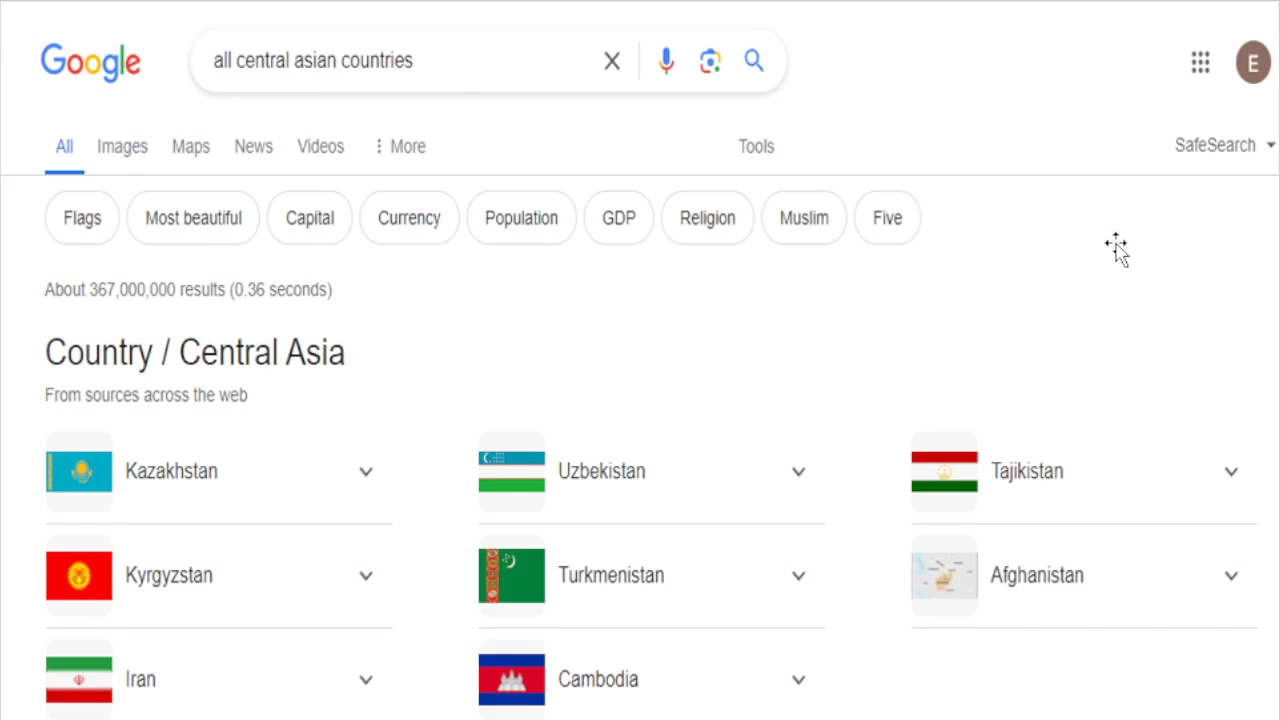 Google all central asian countries E
All Images Maps News Videos More Tools SafeSearch
Flags Most beautiful Capital Currency Population GDP Religion Muslim Five
About 367,000,000 results (0.36 seconds)
Country / Central Asia
From sources across the web
Kazakhstan Uzbekistan Tajikistan
Kyrgyzstan Turkmenistan Afghanistan
Iran Cambodia